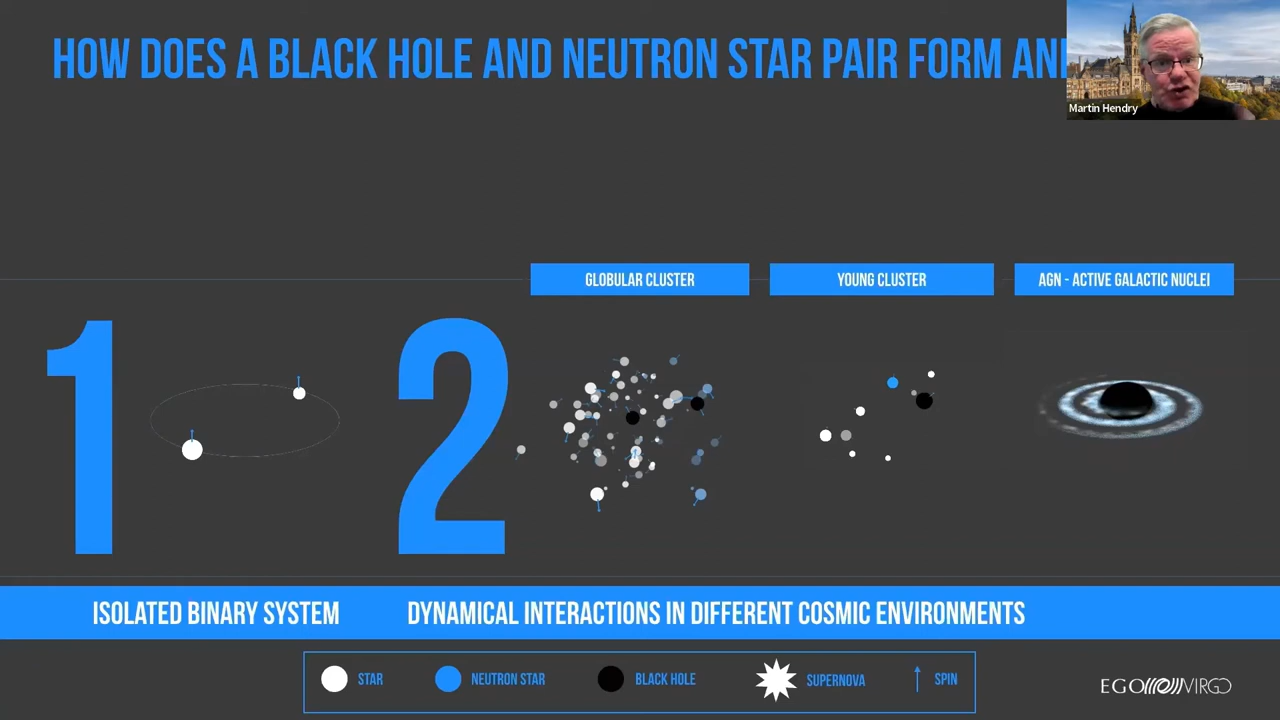 HOW DOES A BLACK HOLE AND NEUTRON STAR PAIR FORM AN
Martin Hendry
GLOBULAR CLUSTER
YOUNG CLUSTER
AGN - ACTIVE GALACTIC NUCLEI
1
2
ISOLATED BINARY SYSTEM
DYNAMICAL INTERACTIONS IN DIFFERENT COSMIC ENVIRONMENTS
STAR
NEUTRON STAR
BLACK HOLE
SUPERNOVA
SPIN
EGO VIRGO